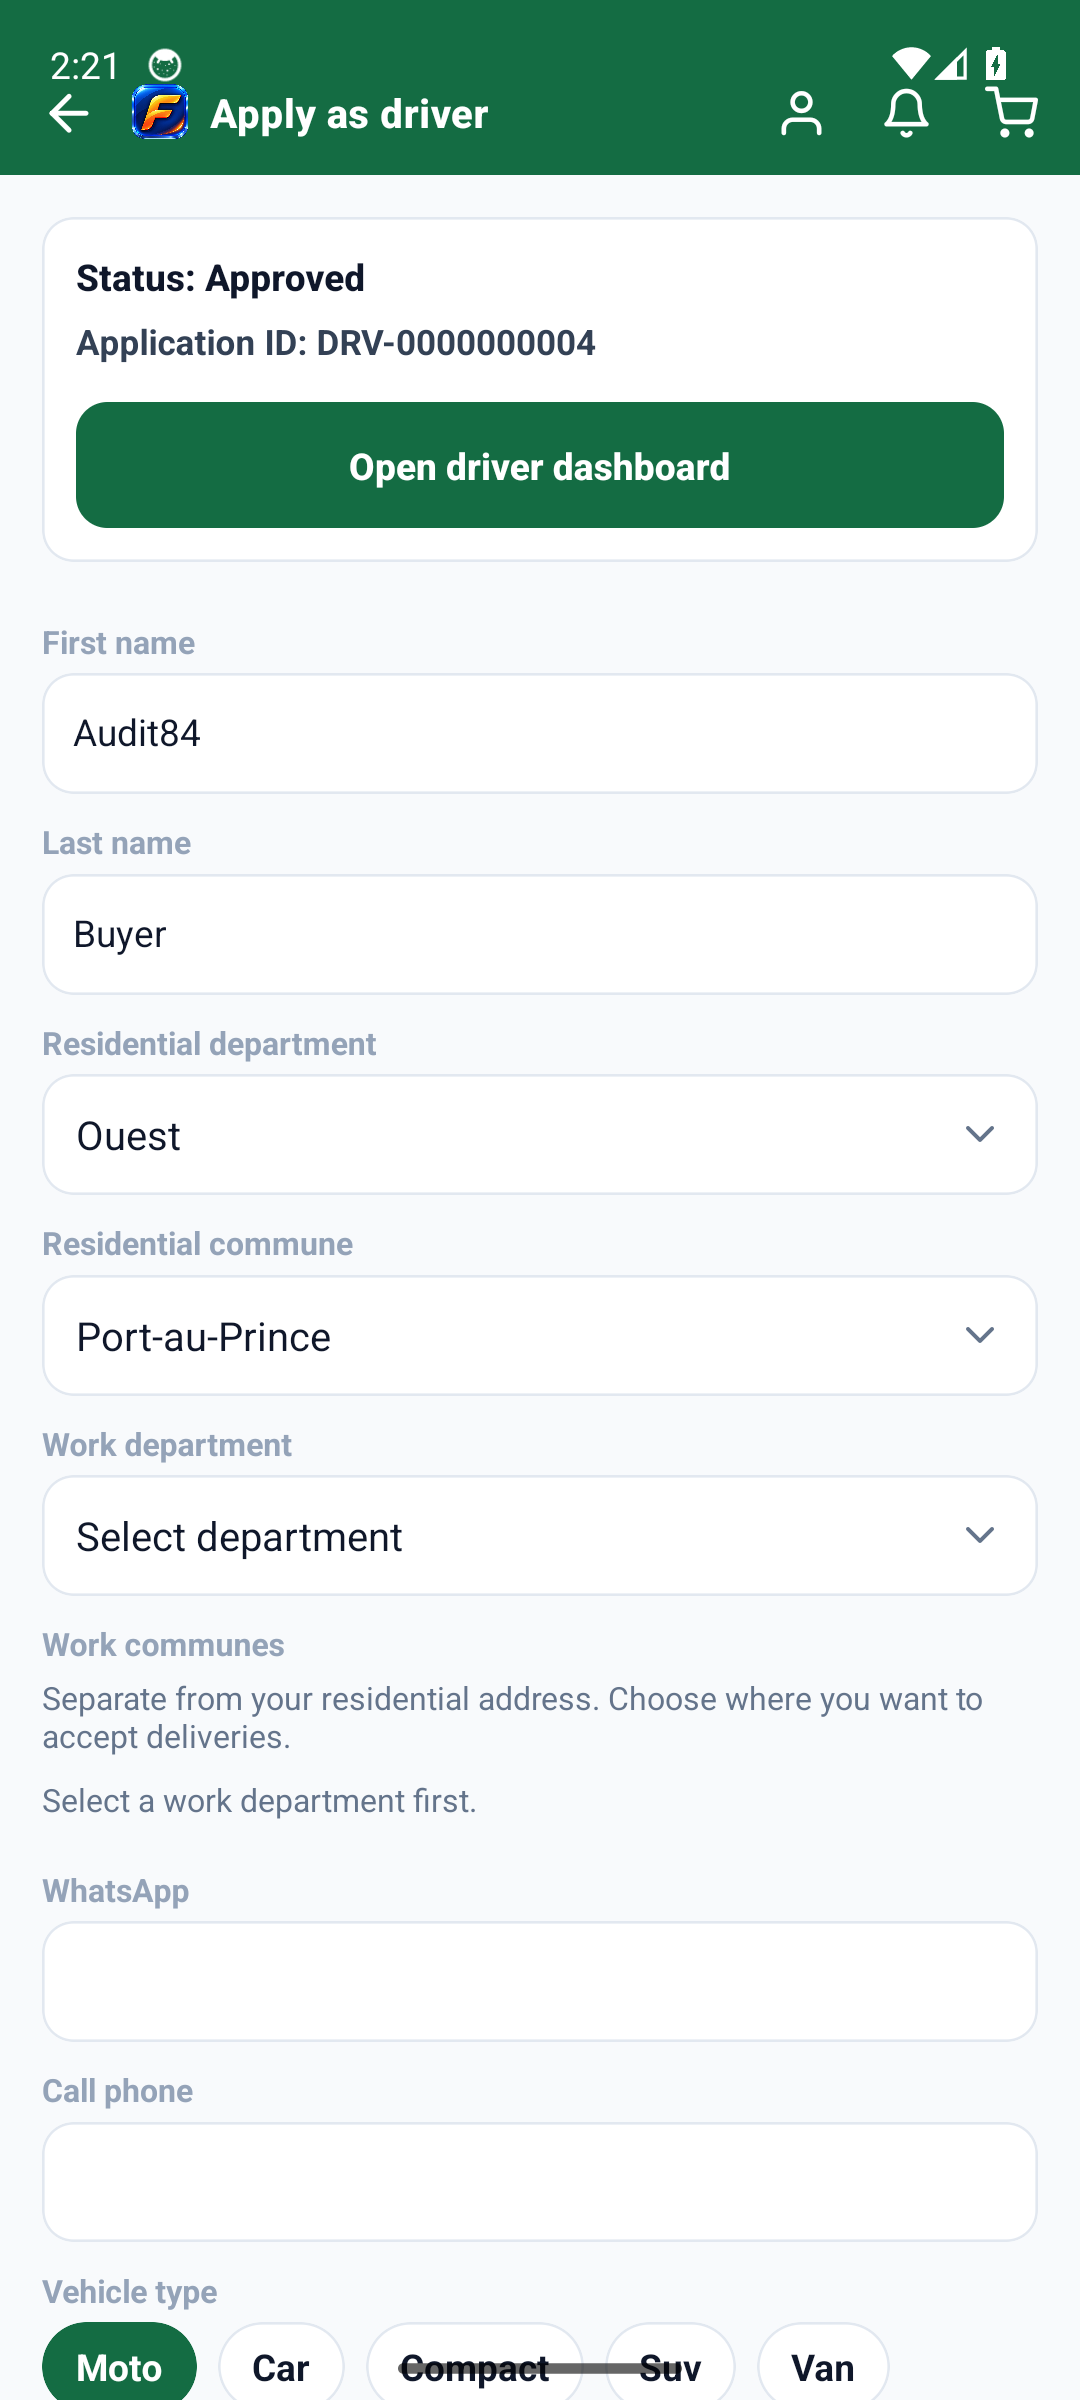 2:21
Apply as driver
Status: Approved
Application ID: DRV-0000000004
Open driver dashboard
First name
Audit84
Last name
Buyer
Residential department
Ouest
Residential commune
Port-au-Prince
Work department
Select department
Work communes
Separate from your residential address. Choose where you want to
accept deliveries.
Select a work department first.
WhatsApp
Call phone
Vehicle type
Moto Car Compact Suv Van